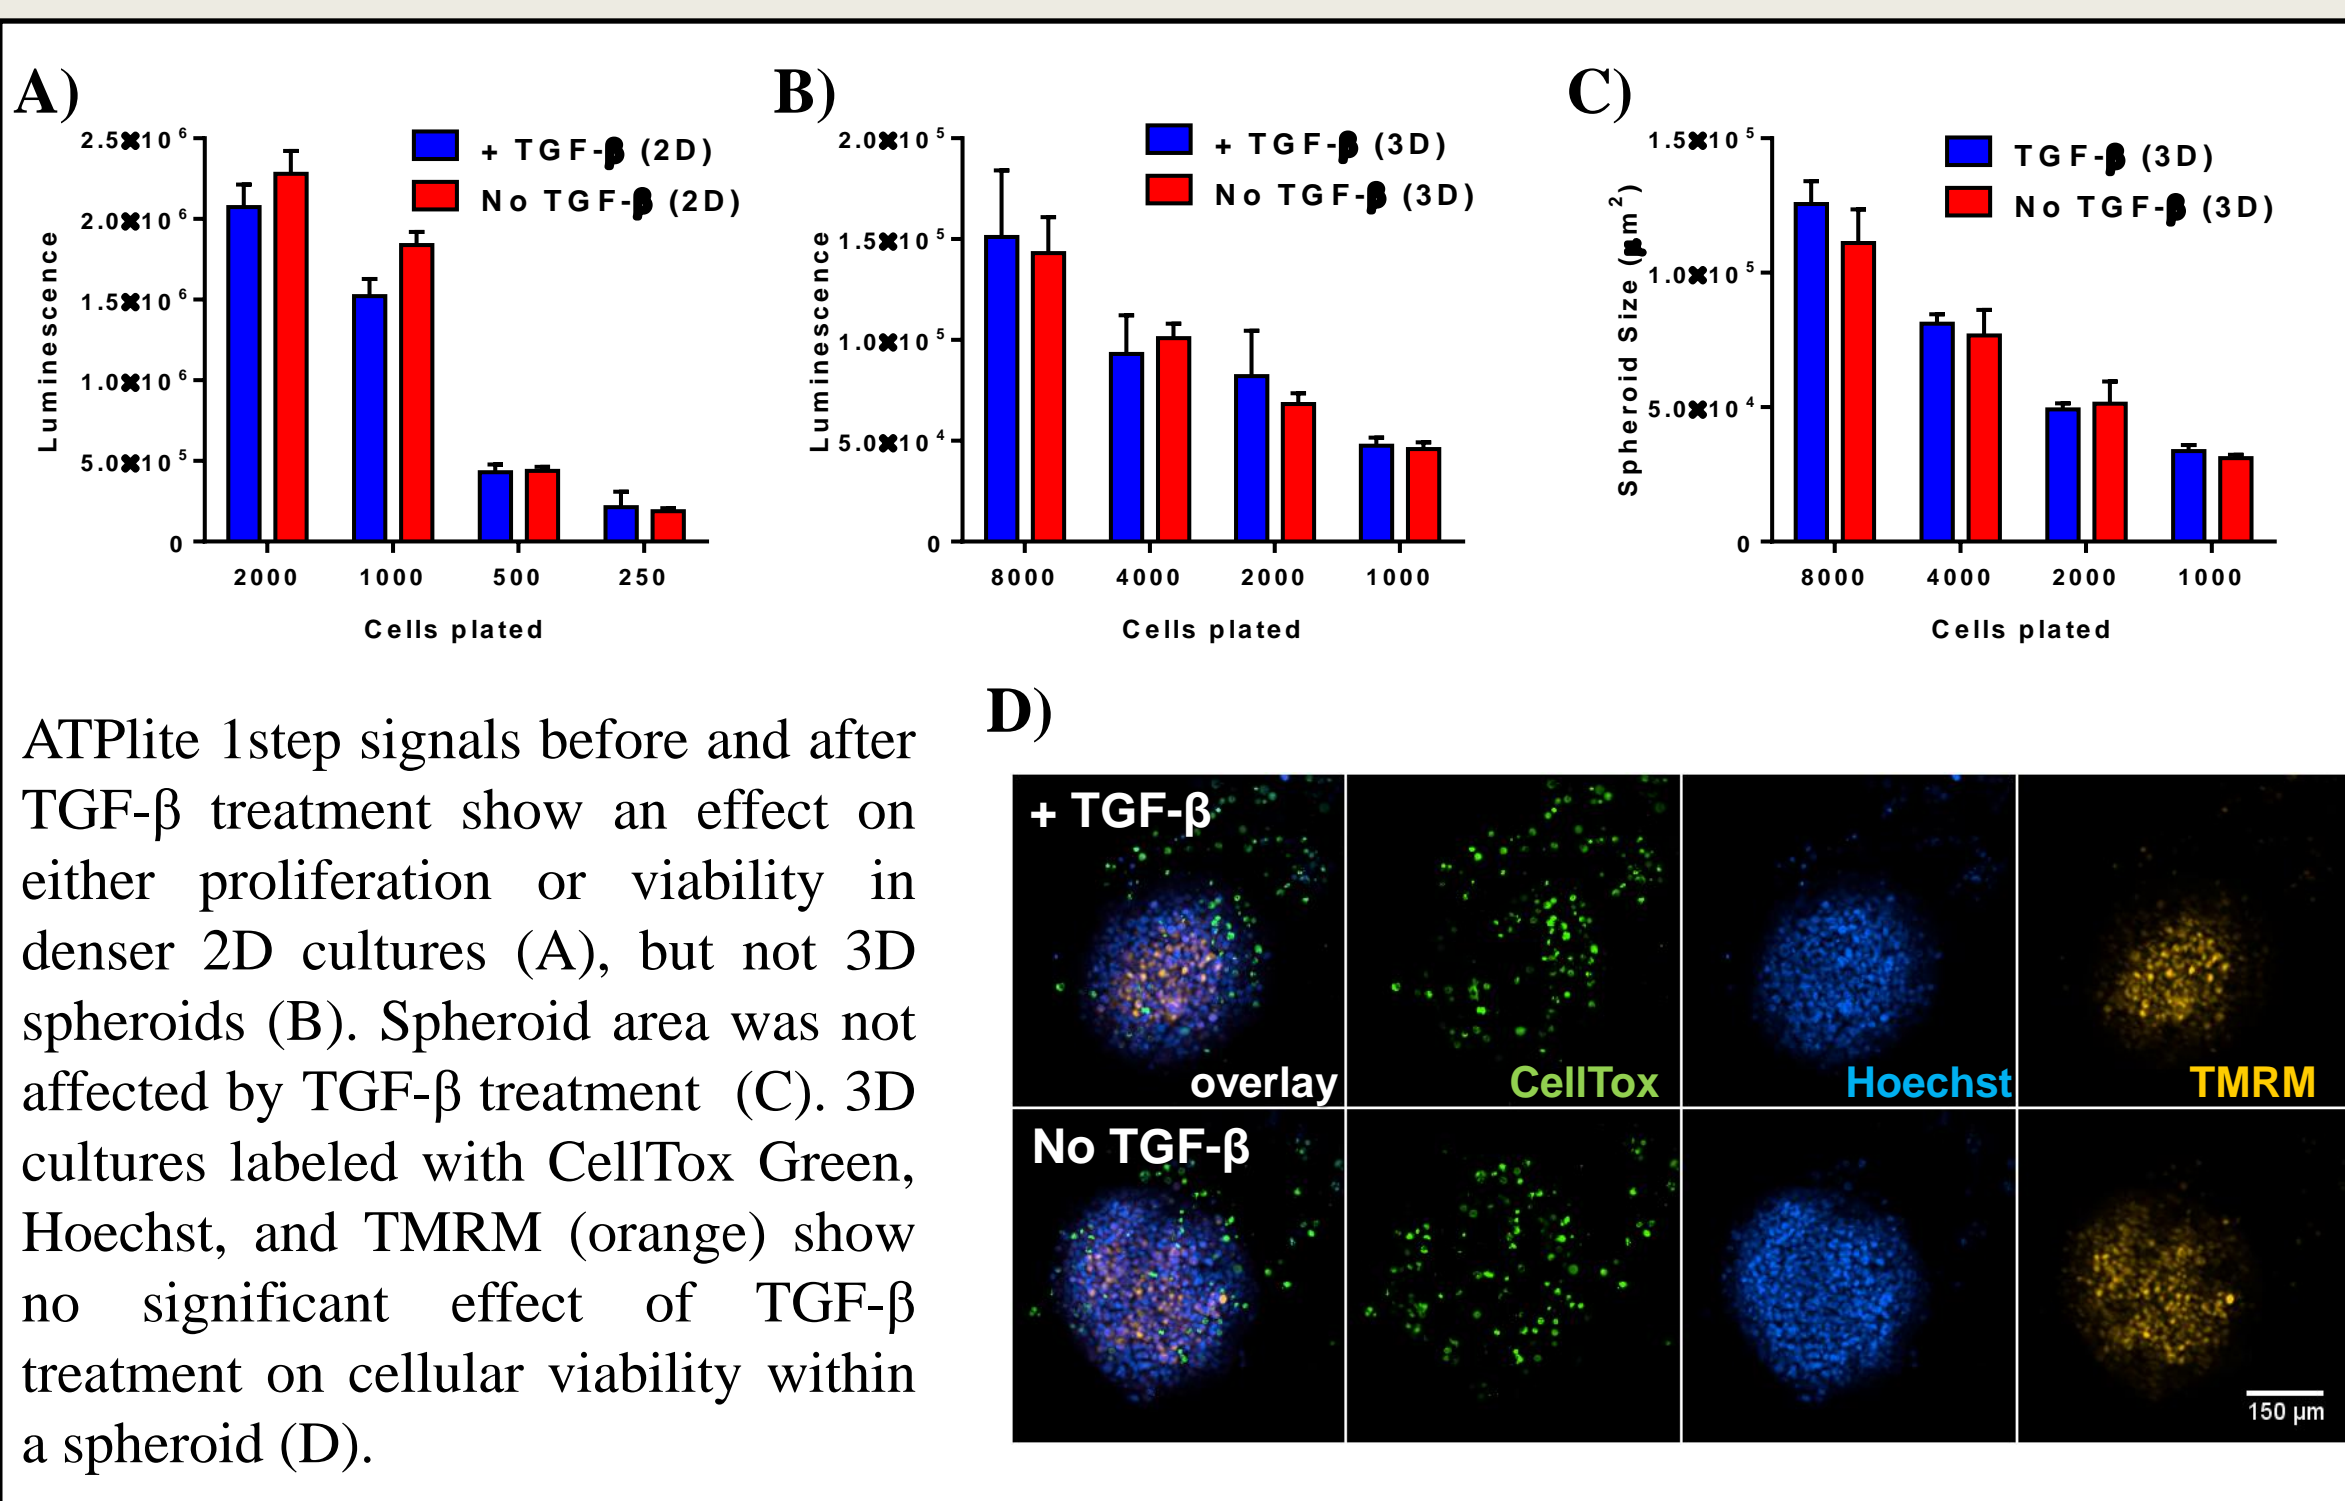 A)
2.5×10⁶
2.0×10⁶
1.5×10⁶
1.0×10⁶
5.0×10⁵
0
Luminescence
+ TGF-β (2D)
No TGF-β (2D)
2000 1000 500 250
Cells plated
B)
2.0×10⁵
1.5×10⁵
1.0×10⁵
5.0×10⁴
0
Luminescence
+ TGF-β (3D)
No TGF-β (3D)
8000 4000 2000 1000
Cells plated
C)
1.5×10⁵
1.0×10⁵
5.0×10⁴
0
Spheroid Size (μm²)
TGF-β (3D)
No TGF-β (3D)
8000 4000 2000 1000
Cells plated
ATPlite 1step signals before and after
TGF-β treatment show an effect on
either proliferation or viability in
denser 2D cultures (A), but not 3D
spheroids (B). Spheroid area was not
affected by TGF-β treatment (C). 3D
cultures labeled with CellTox Green,
Hoechst, and TMRM (orange) show
no significant effect of TGF-β
treatment on cellular viability within
a spheroid (D).
D)
+ TGF-β
overlay
CellTox
Hoechst
TMRM
No TGF-β
150 μm